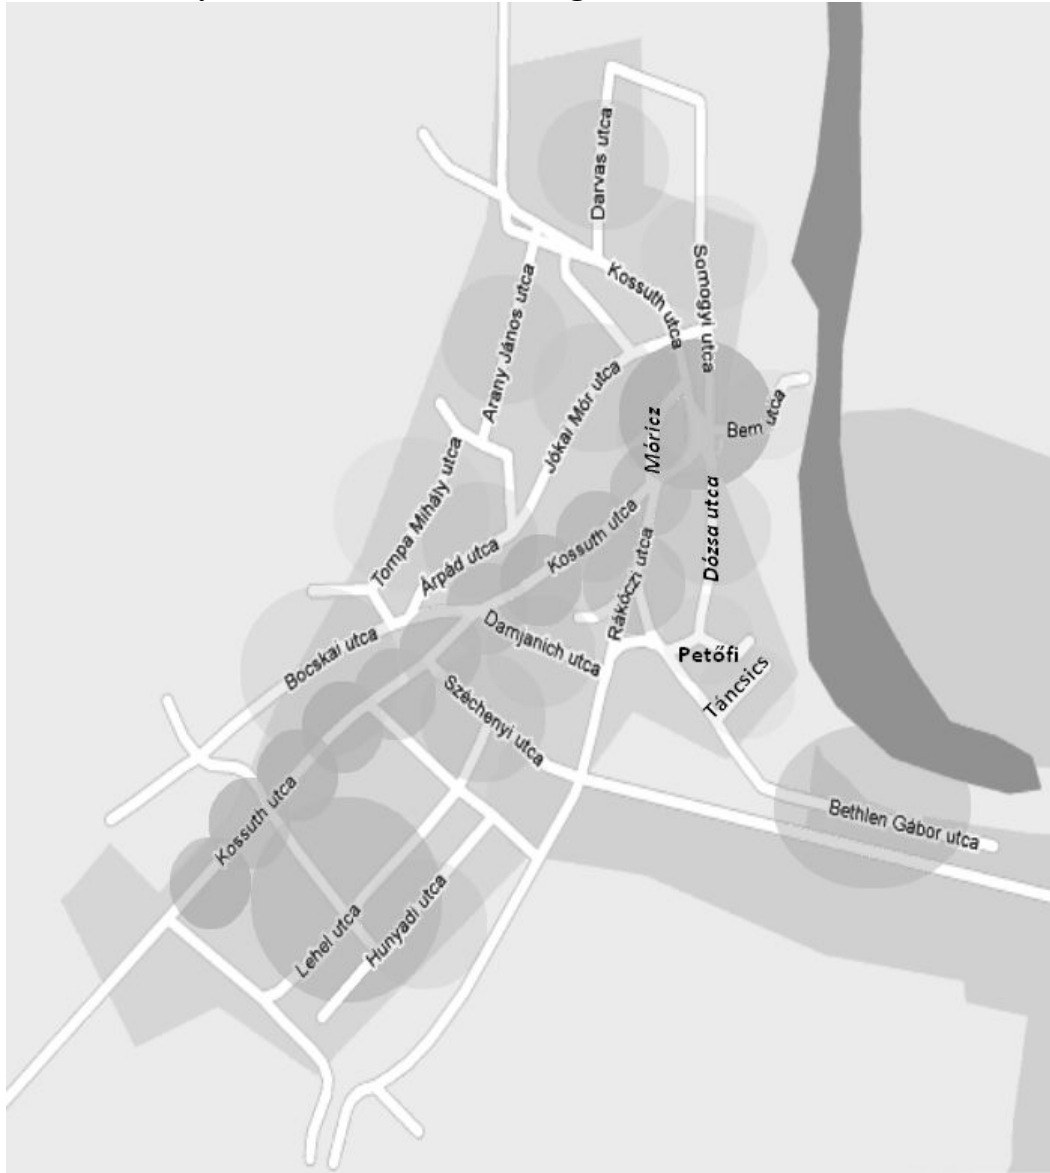 Darvas utca
Somogyi utca
Kossuth utca
Arany János utca
Jókai Mór utca
Móricz
Bem utca
Tompa Mihály utca
Árpád utca
Kossuth utca
Dózsa utca
Rákóczi utca
Damjanich utca
Bocskai utca
Petőfi
Táncsics
Széchenyi utca
Kossuth utca
Bethlen Gábor utca
Lehel utca
Hunyadi utca